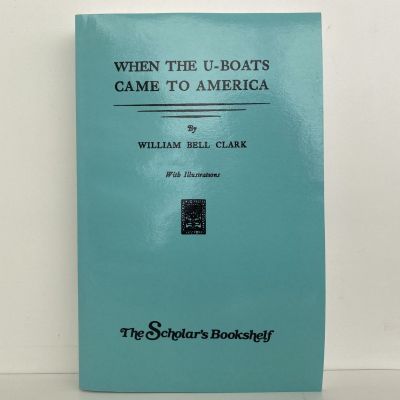 WHEN THE U-BOATS
CAME TO AMERICA
By
WILLIAM BELL CLARK
With Illustrations
The Scholar's Bookshelf